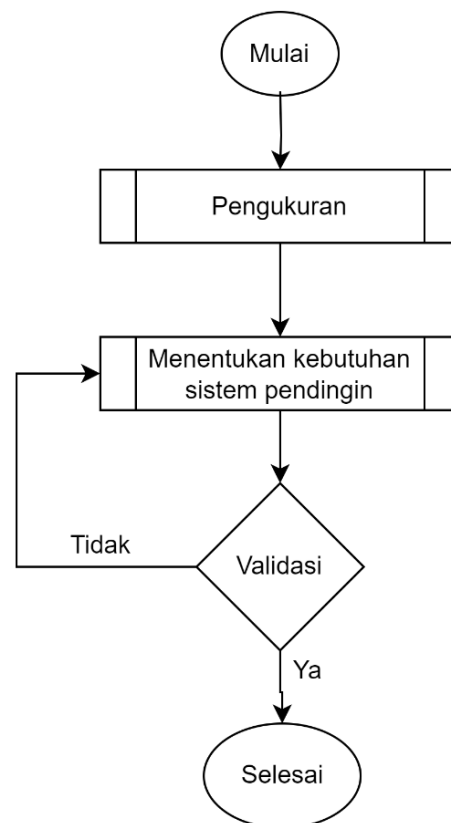 Mulai
Pengukuran
Menentukan kebutuhan
sistem pendingin
Tidak
Validasi
Ya
Selesai